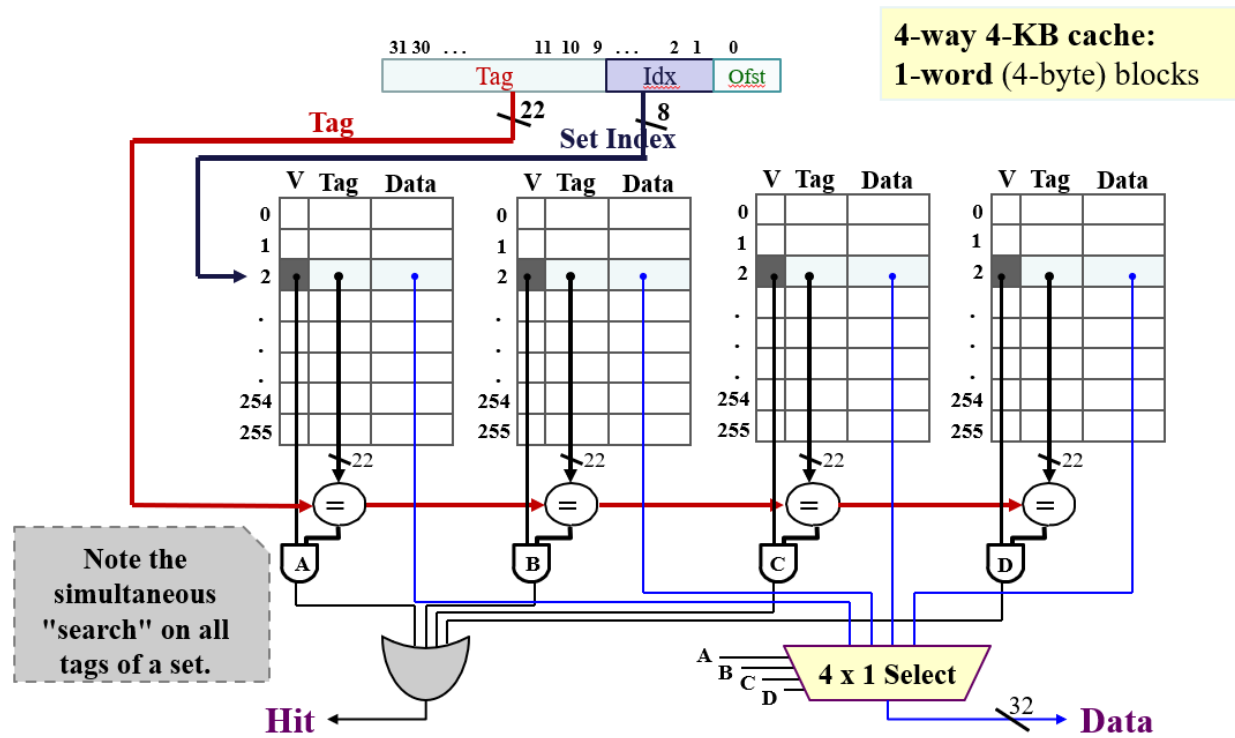 4-way 4-KB cache:
1-word (4-byte) blocks
31 30 ... 11 10 9 ... 2 1 0
Tag Idx Ofst
22 8
Tag
Set Index
V Tag Data V Tag Data V Tag Data V Tag Data
0 0 0 0
1 1 1 1
2 2 2 2
. . . .
. . . .
. . . .
254 254 254 254
255 255 255 255
22 22 22 22
= = = =
A B C D
Note the
simultaneous
"search" on all
tags of a set.
A
B
C
D
4 x 1 Select
Hit
32
Data